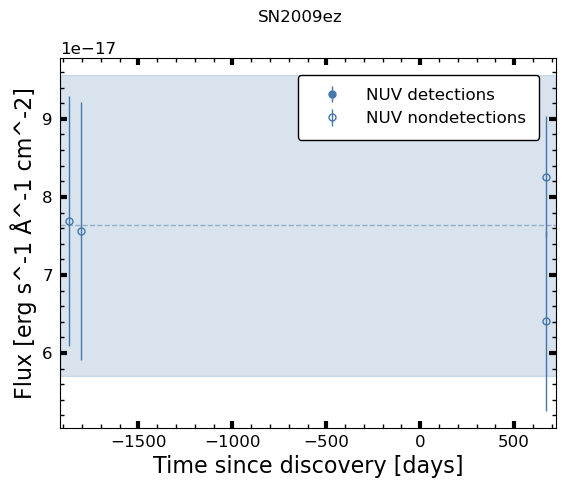 SN2009ez
1e−17
NUV detections
NUV nondetections
9
8
7
6
Flux [erg s^-1 Å^-1 cm^-2]
−1500
−1000
−500
0
500
Time since discovery [days]